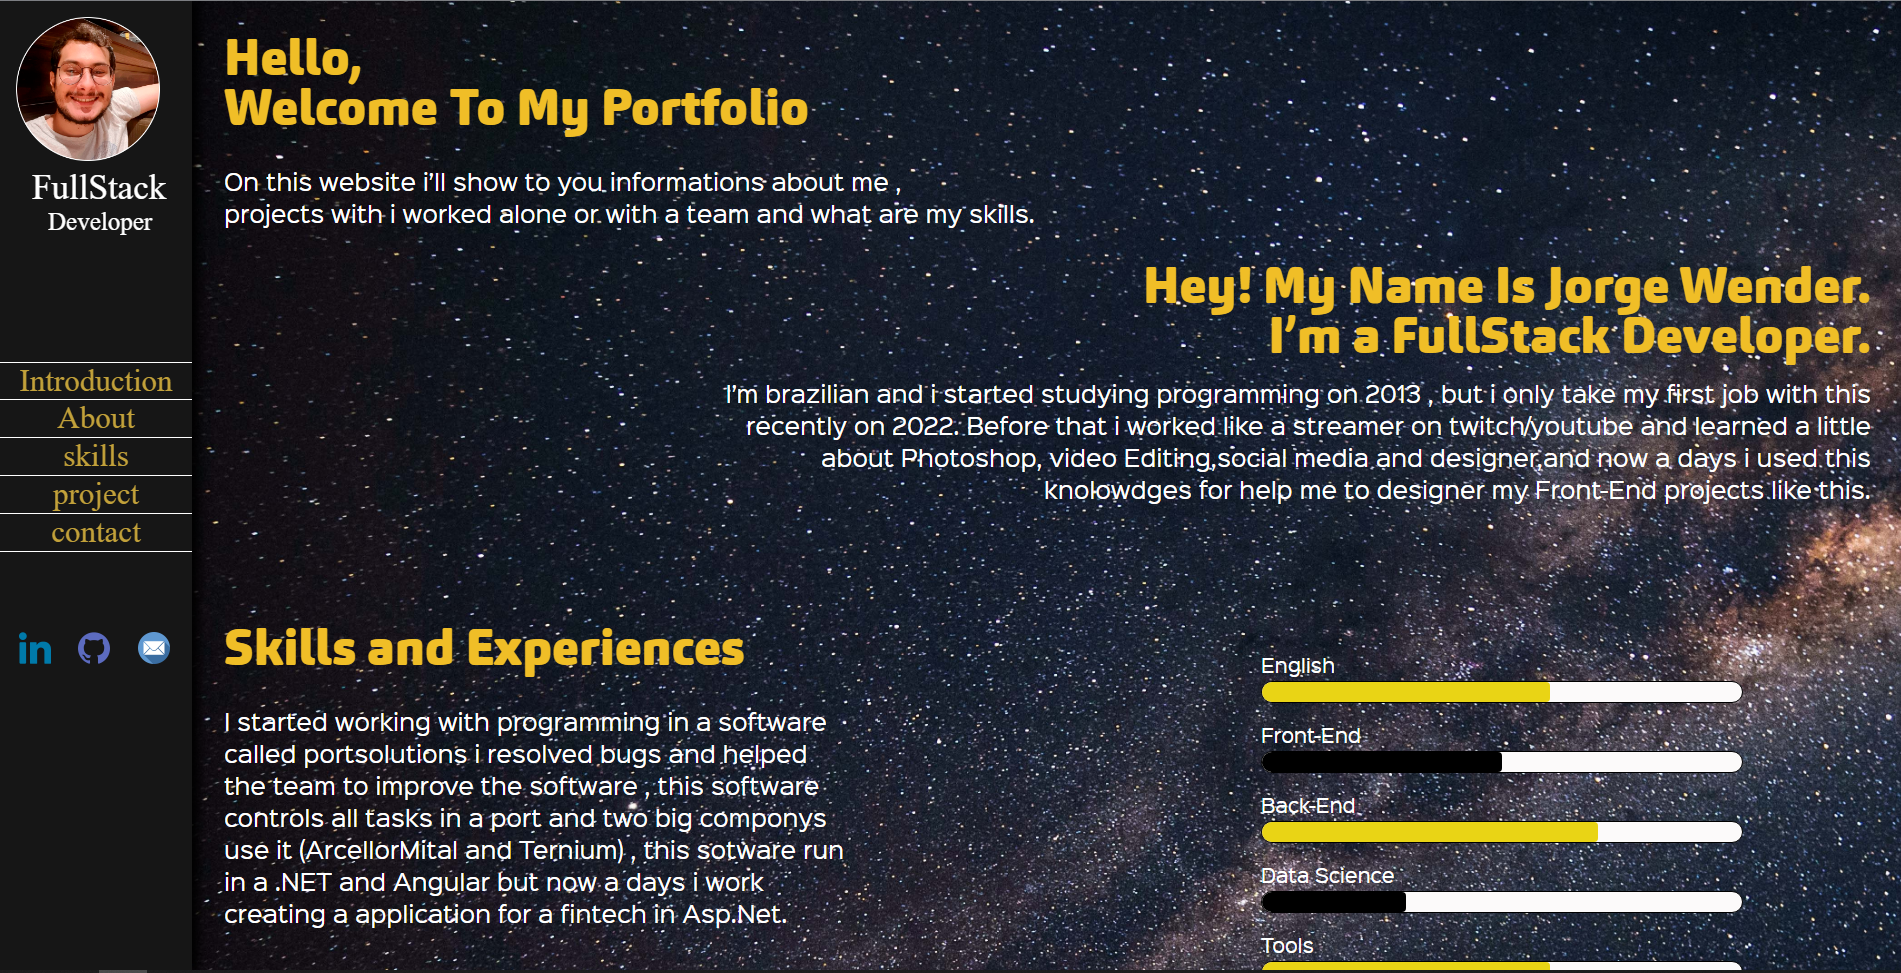 FullStack
Developer
Introduction
About
skills
project
contact
in
Hello,
Welcome To My Portfolio
On this website i'll show to you informations about me ,
projects with i worked alone or with a team and what are my skills.
Hey! My Name Is Jorge Wender.
I'm a FullStack Developer.
I'm brazilian and i started studying programming on 2013 , but i only take my first job with this
recently on 2022. Before that i worked like a streamer on twitch/youtube and learned a little
about Photoshop, video Editing,social media and designer,and now a days i used this
knolowdges for help me to designer my Front-End projects like this.
Skills and Experiences
I started working with programming in a software
called portsolutions i resolved bugs and helped
the team to improve the software , this software
controls all tasks in a port and two big componys
use it (ArcellorMital and Ternium) , this sotware run
in a .NET and Angular but now a days i work
creating a application for a fintech in Asp.Net.
English
Front-End
Back-End
Data Science
Tools